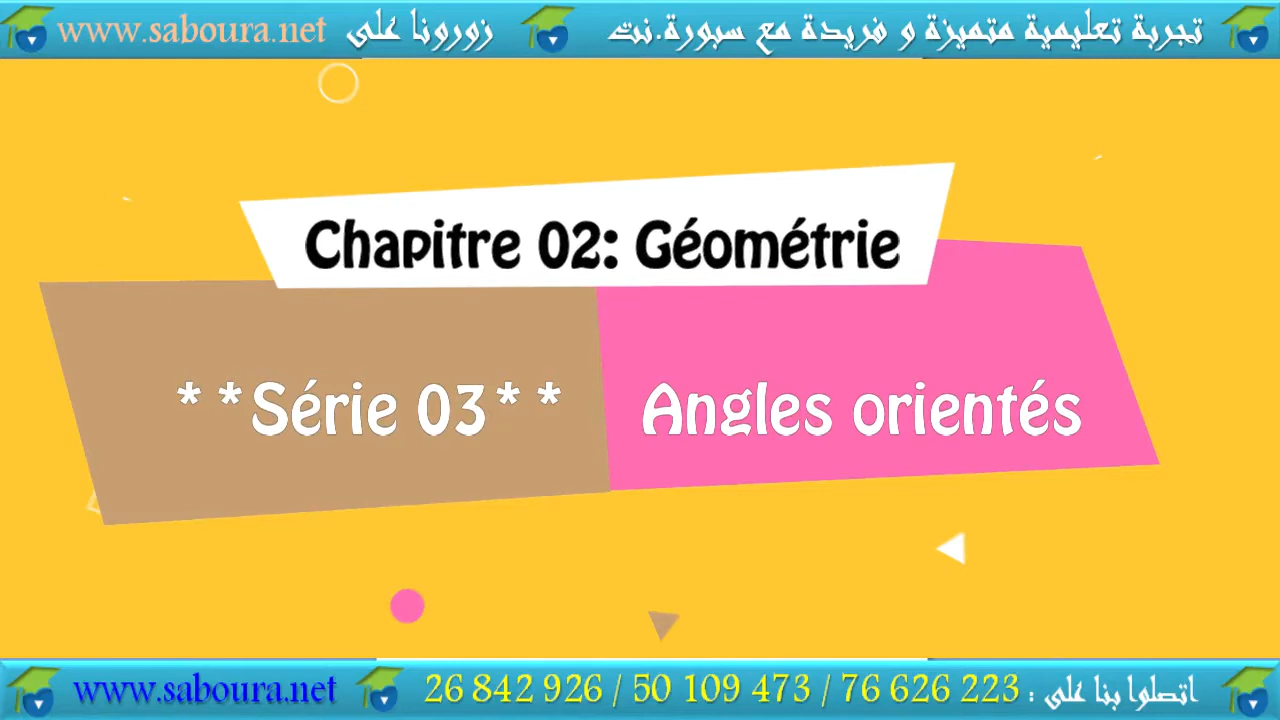 تجربة تعليمية متميزة و فريدة مع سبورة.نت زورونا على www.saboura.net
Chapitre 02: Géométrie
**Série 03** Angles orientés
اتصلوا بنا على : 26 842 926 / 50 109 473 / 76 626 223 www.saboura.net